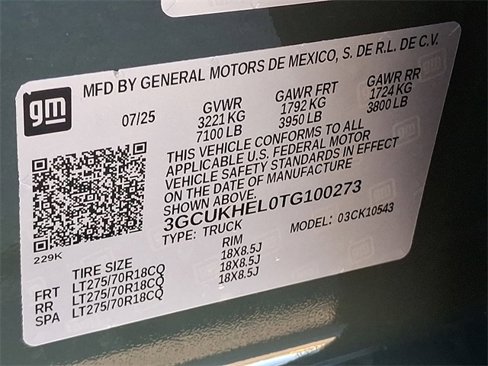 gm
MFD BY GENERAL MOTORS DE MEXICO, S. DE R.L. DE C.V.
07/25 GVWR GAWR FRT GAWR RR
3221 KG 1792 KG 1724 KG
7100 LB 3950 LB 3800 LB
THIS VEHICLE CONFORMS TO ALL
APPLICABLE U.S. FEDERAL MOTOR
VEHICLE SAFETY STANDARDS IN EFFECT
ON THE DATE OF MANUFACTURE
SHOWN ABOVE.
3GCUKHEL0TG100273
TYPE: TRUCK MODEL: 03CK10543
229K
TIRE SIZE RIM
FRT LT275/70R18CQ 18X8.5J
RR LT275/70R18CQ 18X8.5J
SPA LT275/70R18CQ 18X8.5J